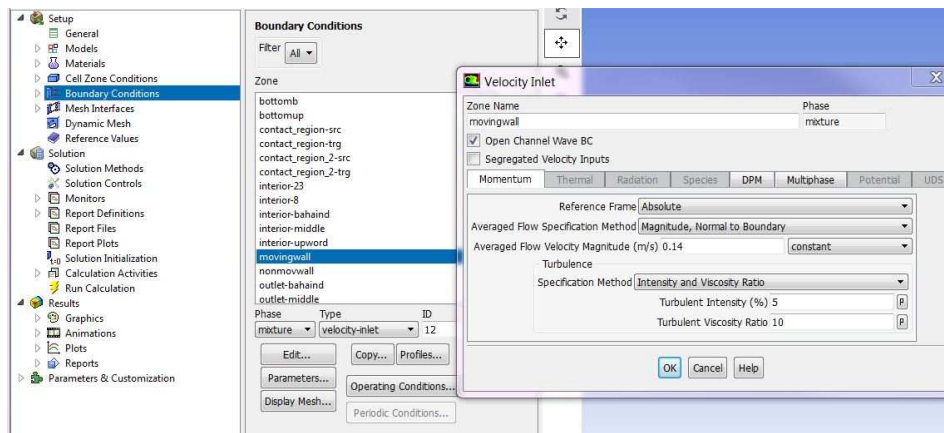 Setup
General
Models
Materials
Cell Zone Conditions
Boundary Conditions
Mesh Interfaces
Dynamic Mesh
Reference Values
Solution
Solution Methods
Solution Controls
Monitors
Report Definitions
Report Files
Report Plots
Solution Initialization
Calculation Activities
Run Calculation
Results
Graphics
Animations
Plots
Reports
Parameters & Customization
Boundary Conditions
Filter All
Zone
bottomb
bottomup
contact_region-src
contact_region-trg
contact_region_2-src
contact_region_2-trg
interior-23
interior-8
interior-bahaind
interior-middle
interior-upword
movingwall
nonmovwall
outlet-bahaind
outlet-middle
Phase Type ID
mixture velocity-inlet 12
Edit... Copy... Profiles...
Parameters... Operating Conditions...
Display Mesh...
Periodic Conditions...
Velocity Inlet
Zone Name Phase
movingwall mixture
Open Channel Wave BC
Segregated Velocity Inputs
Momentum Thermal Radiation Species DPM Multiphase Potential UDS
Reference Frame Absolute
Averaged Flow Specification Method Magnitude, Normal to Boundary
Averaged Flow Velocity Magnitude (m/s) 0.14 constant
Turbulence
Specification Method Intensity and Viscosity Ratio
Turbulent Intensity (%) 5 P
Turbulent Viscosity Ratio 10 P
OK Cancel Help